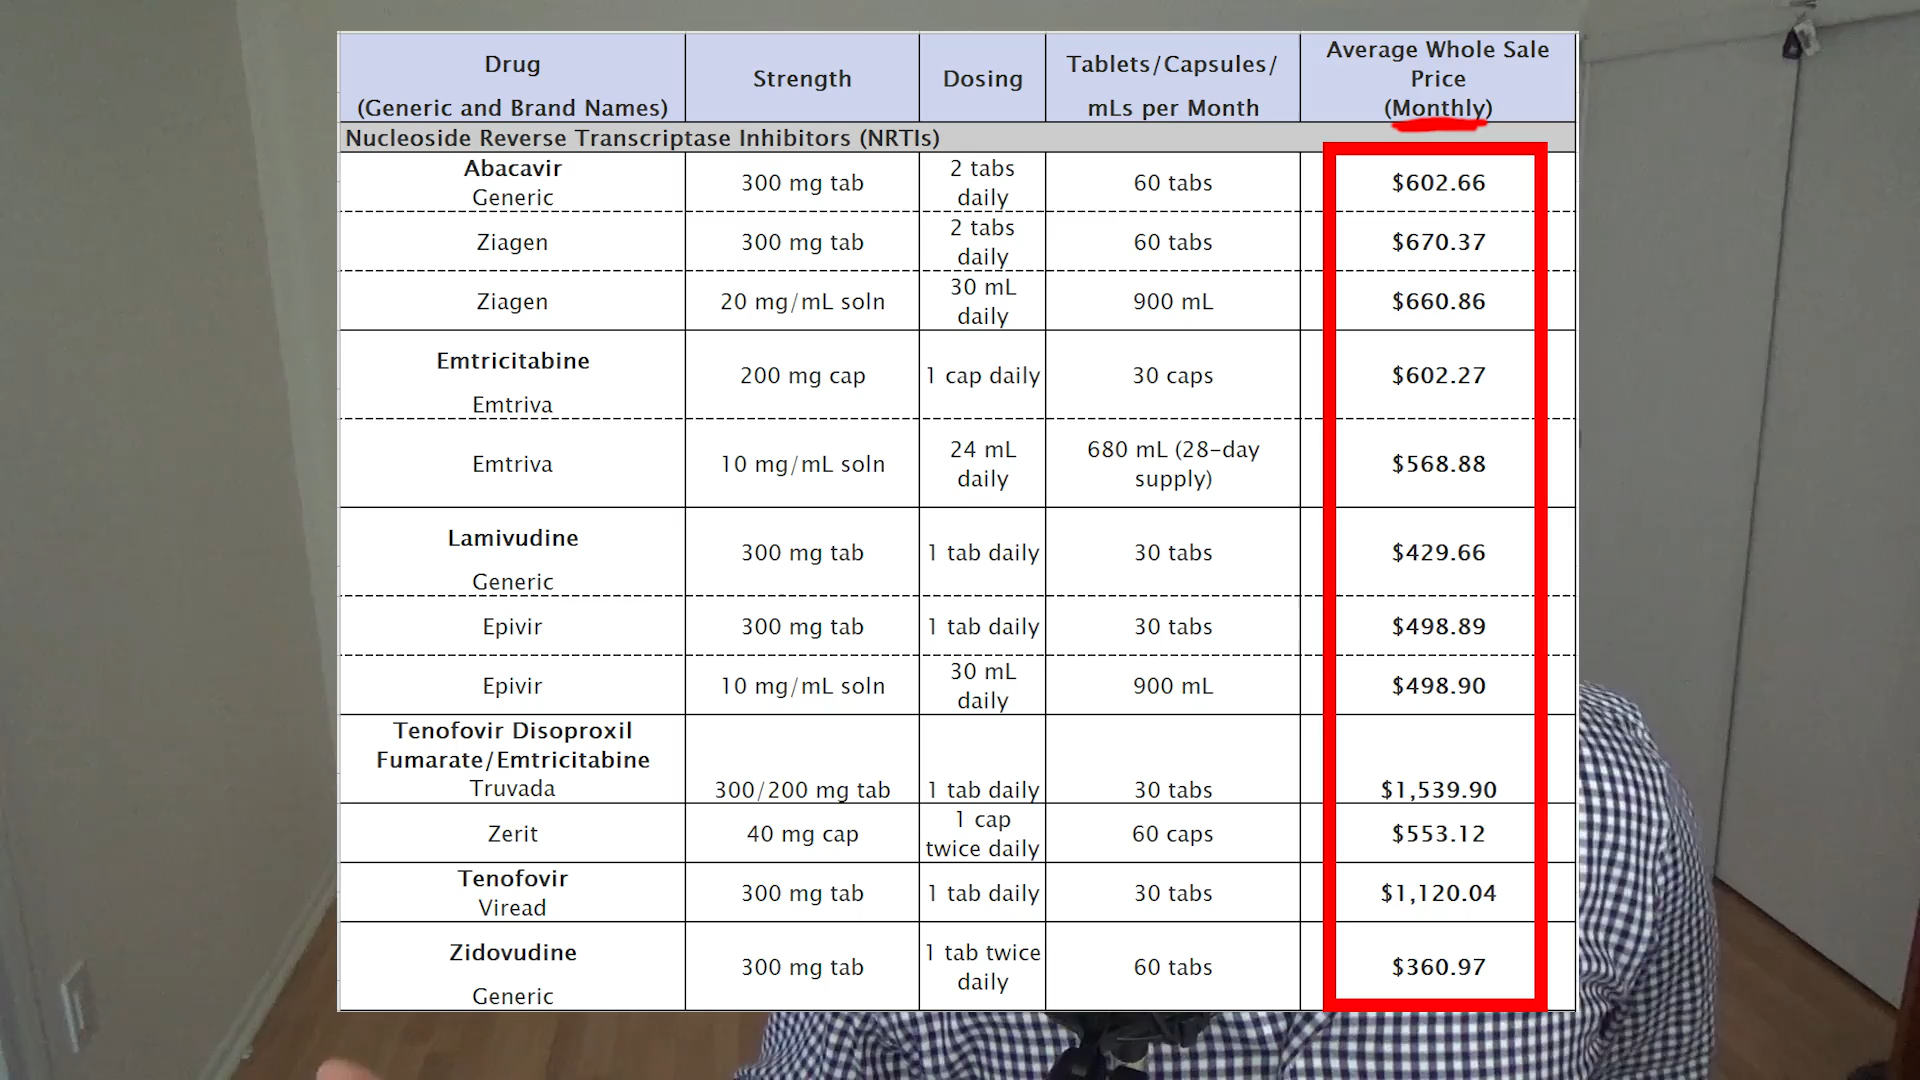 Drug
(Generic and Brand Names)
Strength
Dosing
Tablets/Capsules/
mLs per Month
Average Whole Sale
Price
(Monthly)
Nucleoside Reverse Transcriptase Inhibitors (NRTIs)
Abacavir
Generic
300 mg tab
2 tabs
daily
60 tabs
$602.66
Ziagen
300 mg tab
2 tabs
daily
60 tabs
$670.37
Ziagen
20 mg/mL soln
30 mL
daily
900 mL
$660.86
Emtricitabine
Emtriva
200 mg cap
1 cap daily
30 caps
$602.27
Emtriva
10 mg/mL soln
24 mL
daily
680 mL (28-day
supply)
$568.88
Lamivudine
Generic
300 mg tab
1 tab daily
30 tabs
$429.66
Epivir
300 mg tab
1 tab daily
30 tabs
$498.89
Epivir
10 mg/mL soln
30 mL
daily
900 mL
$498.90
Tenofovir Disoproxil
Fumarate/Emtricitabine
Truvada
300/200 mg tab
1 tab daily
30 tabs
$1,539.90
Zerit
40 mg cap
1 cap
twice daily
60 caps
$553.12
Tenofovir
Viread
300 mg tab
1 tab daily
30 tabs
$1,120.04
Zidovudine
Generic
300 mg tab
1 tab twice
daily
60 tabs
$360.97